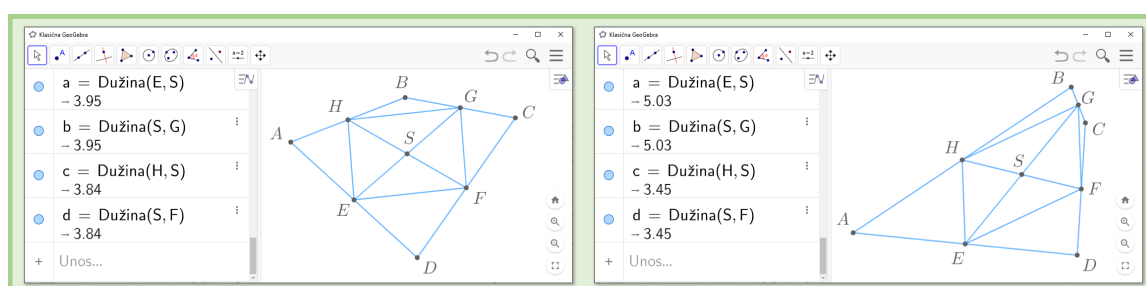 Klasična GeoGebra
a = Dužina(E, S)
→ 3.95
b = Dužina(S, G)
→ 3.95
c = Dužina(H, S)
→ 3.84
d = Dužina(S, F)
→ 3.84
+ Unos...
A
B
H
G
C
S
E
F
D
Klasična GeoGebra
a = Dužina(E, S)
→ 5.03
b = Dužina(S, G)
→ 5.03
c = Dužina(H, S)
→ 3.45
d = Dužina(S, F)
→ 3.45
+ Unos...
B
G
C
H
S
F
A
E
D